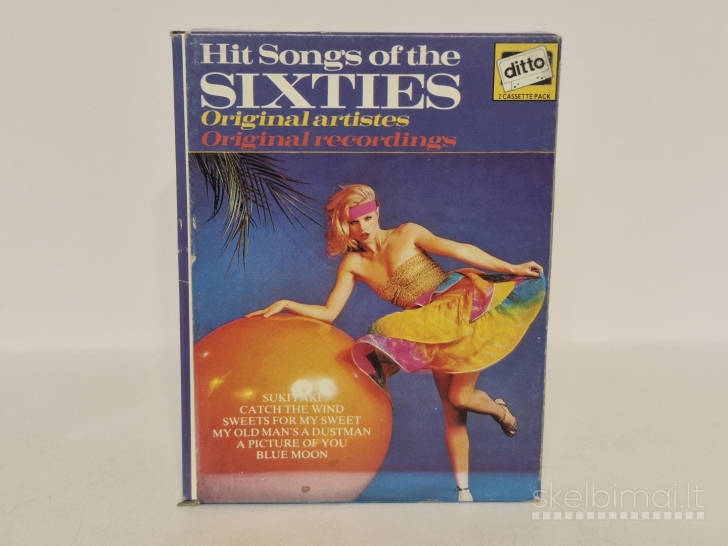 Hit Songs of the
SIXTIES
Original artistes
Original recordings
ditto
2 CASSETTE PACK
SUKIYAKI
CATCH THE WIND
SWEETS FOR MY SWEET
MY OLD MAN'S A DUSTMAN
A PICTURE OF YOU
BLUE MOON
skelbimai.lt